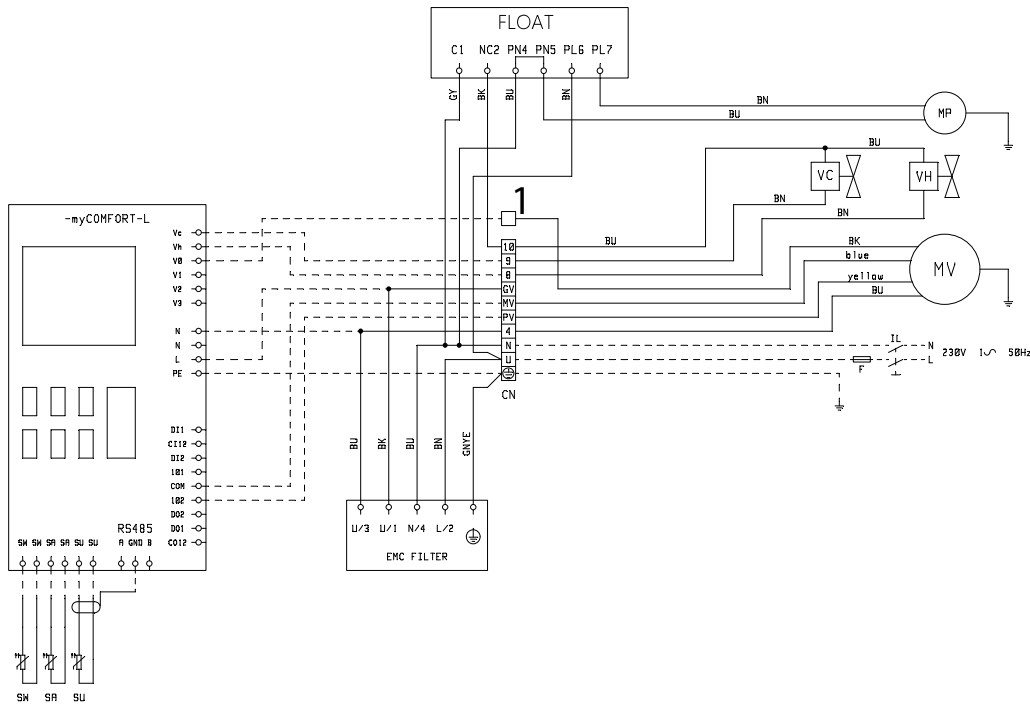 FLOAT
C1 NC2 PN4 PN5 PL6 PL7
GY BK BU BN
BN
BU
MP
BU
VC VH
BN
BN
1
-myCOMFORT-L
Vc
Vh
V0
V1
V2
V3
N
N
L
PE
DI1
CI12
DI2
101
COM
102
DO2
DO1
CO12
RS485
SW SW SA SA SU SU A GND B
10
9
8
GV
MV
PV
4
N
U
CN
BU
BK
blue
yellow
BU
MV
IL
N
L
230V 1∿ 50Hz
F
BU BK BU BN GNYE
U/3 U/1 N/4 L/2
EMC FILTER
SW SA SU